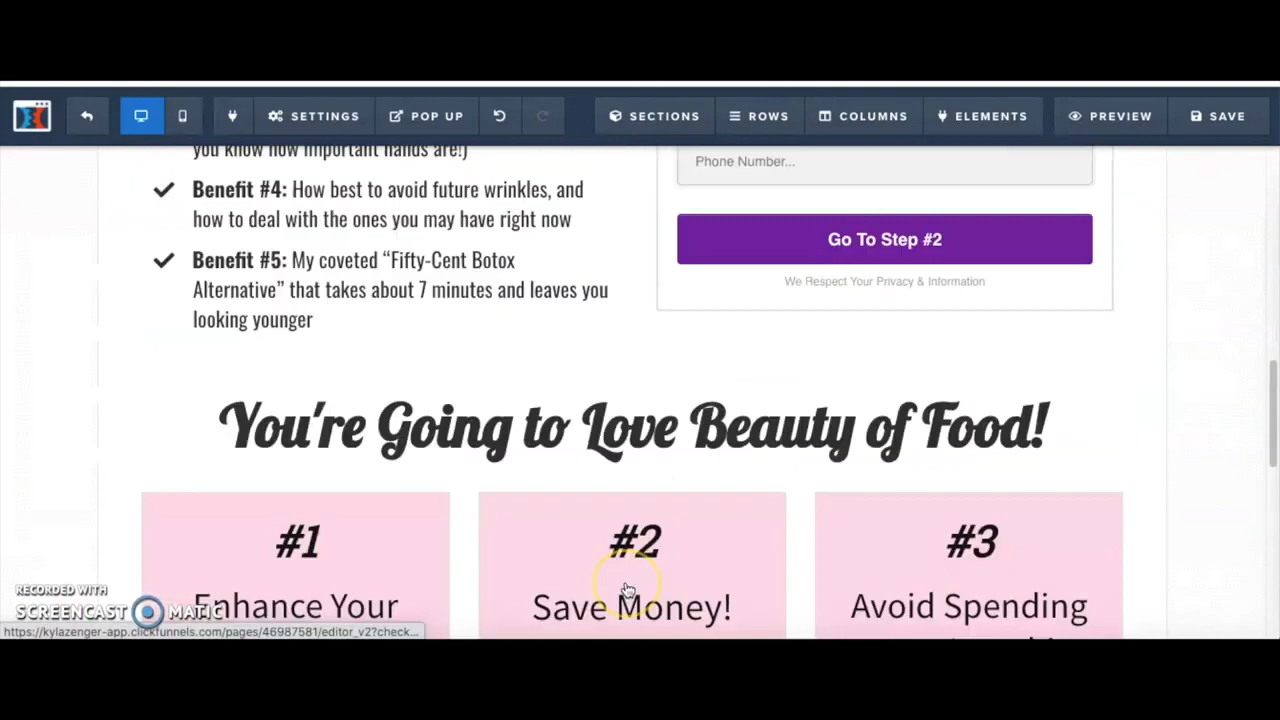 SETTINGS POP UP SECTIONS ROWS COLUMNS ELEMENTS PREVIEW SAVE
you know how important hands are!)
Phone Number...
Benefit #4: How best to avoid future wrinkles, and
how to deal with the ones you may have right now
Go To Step #2
Benefit #5: My coveted “Fifty-Cent Botox
Alternative” that takes about 7 minutes and leaves you
looking younger
We Respect Your Privacy & Information
You're Going to Love Beauty of Food!
#1
Enhance Your
#2
Save Money!
#3
Avoid Spending
RECORDED WITH
SCREENCAST MATIC
https://kylazenger-app.clickfunnels.com/pages/46987581/editor_v2?check...